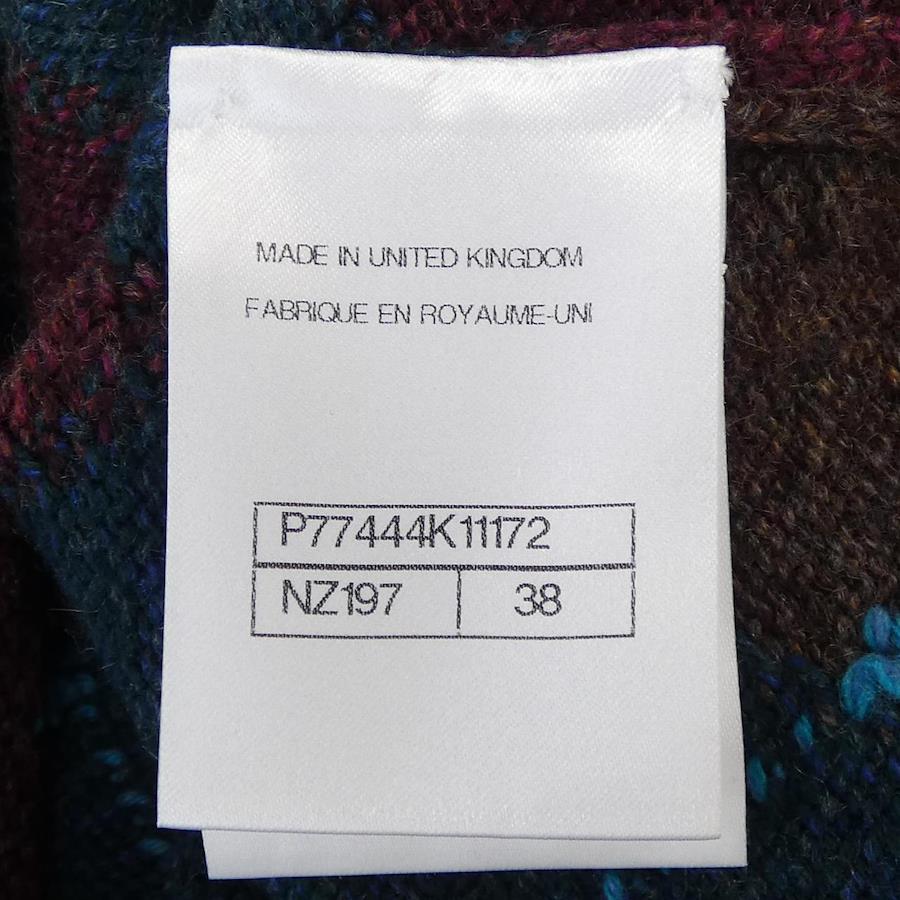 MADE IN UNITED KINGDOM
FABRIQUE EN ROYAUME-UNI
P77444K11172
NZ197 38